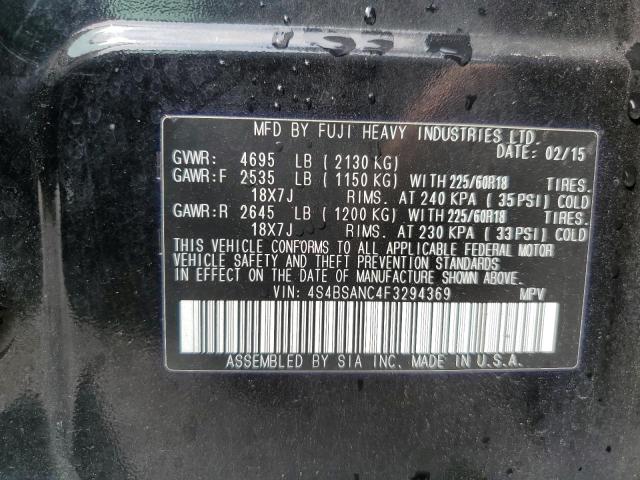 MFD BY FUJI HEAVY INDUSTRIES LTD.
DATE: 02/15
GVWR: 4695 LB (2130 KG)
GAWR:F 2535 LB (1150 KG) WITH 225/60R18 TIRES.
18X7J RIMS. AT 240 KPA (35 PSI) COLD
GAWR:R 2645 LB (1200 KG) WITH 225/60R18 TIRES.
18X7J RIMS. AT 230 KPA (33 PSI) COLD
THIS VEHICLE CONFORMS TO ALL APPLICABLE FEDERAL MOTOR
VEHICLE SAFETY AND THEFT PREVENTION STANDARDS
IN EFFECT ON THE DATE OF MANUFACTURE SHOWN ABOVE.
VIN: 4S4BSANC4F3294369 MPV
ASSEMBLED BY SIA INC. MADE IN U.S.A.